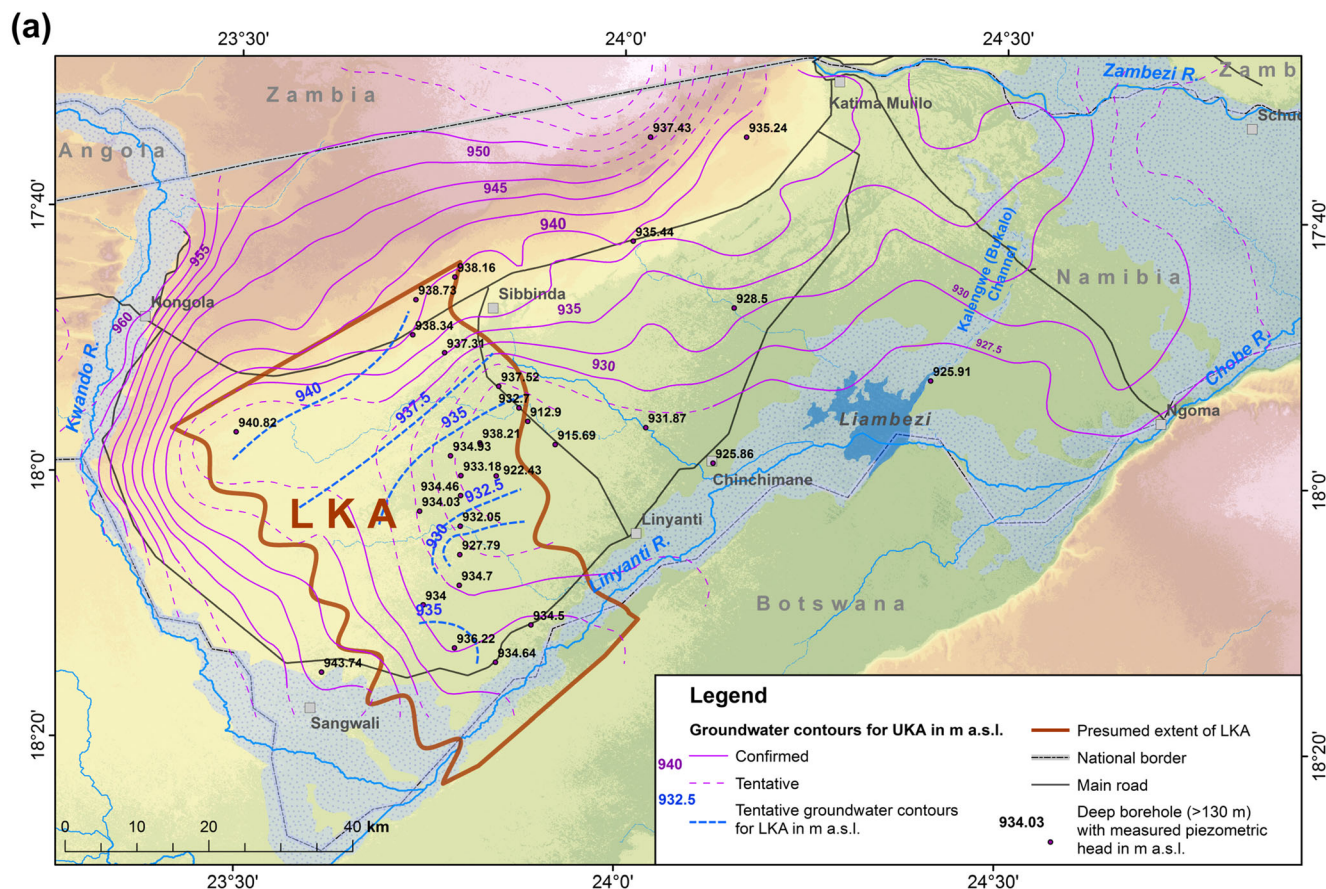 (a)
23°30'
24°0'
24°30'
Zambezi R.
Zamb
Zambia
Katima Mulilo
937.43
935.24
Angola
950
945
17°40'
17°40'
940
935.44
955
Kalengwe (Bukalo)
Channel
Namibia
938.16
938.73
Sibbinda
Kongola
960
935
928.5
930
938.34
937.31
927.5
Chobe R.
Kwando R.
930
937.52
925.91
940
937.5
932.7
935
912.9
Liambezi
Ngoma
940.82
931.87
938.21
915.69
934.93
925.86
18°0'
18°0'
933.18
922.43
Chinchimane
934.46
932.5
LKA
934.03
932.05
Linyanti
930
927.79
Linyanti R.
934.7
934
935
934.5
Botswana
936.22
934.64
943.74
Sangwali
18°20'
18°20'
Legend
Groundwater contours for UKA in m a.s.l.
940
Confirmed
Tentative
932.5
Tentative groundwater contours
for LKA in m a.s.l.
Presumed extent of LKA
National border
Main road
934.03
Deep borehole (>130 m)
with measured piezometric
head in m a.s.l.
0 10 20 40 km
23°30'
24°0'
24°30'